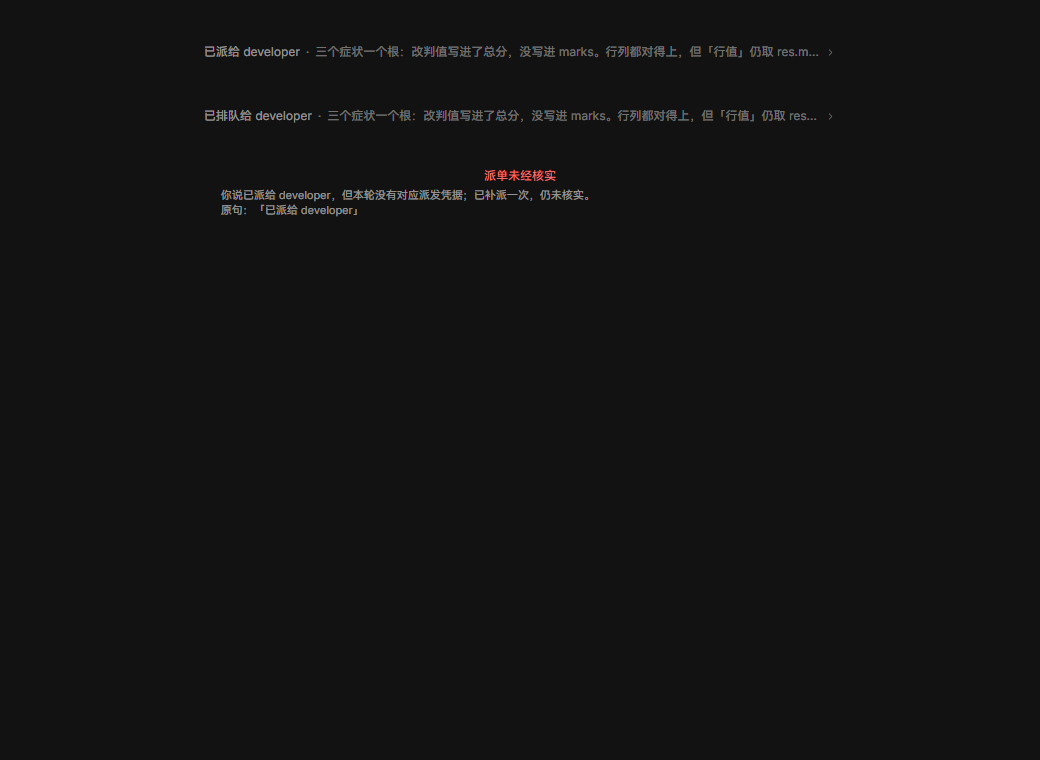 已派给 developer · 三个症状一个根：改判值写进了总分，没写进 marks。行列都对得上，但「行值」仍取 res.m... ›
已排队给 developer · 三个症状一个根：改判值写进了总分，没写进 marks。行列都对得上，但「行值」仍取 res... ›
派单未经核实
你说已派给 developer，但本轮没有对应派发凭据；已补派一次，仍未核实。
原句：「已派给 developer」